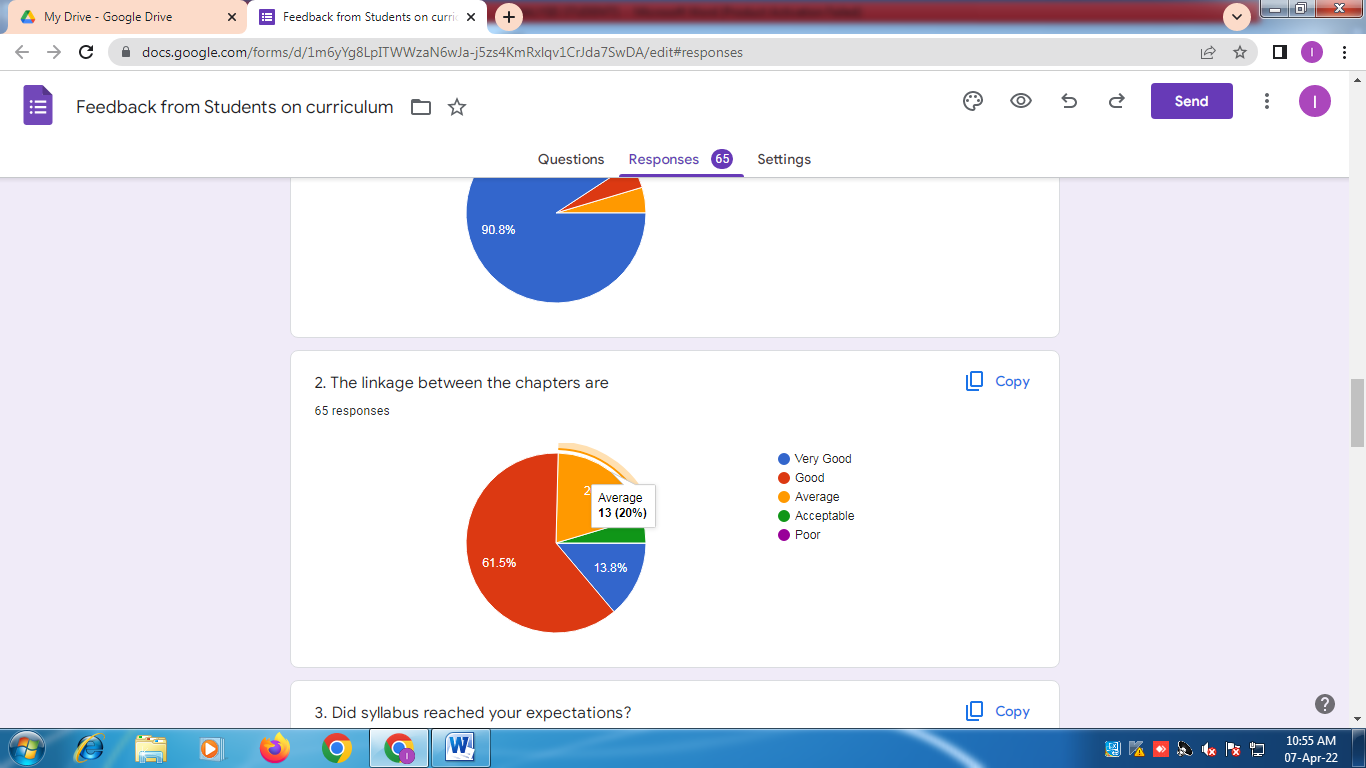 My Drive - Google Drive
Feedback from Students on curric
docs.google.com/forms/d/1m6yYg8LpITWWzaN6wJa-j5zs4KmRxlqv1CrJda7SwDA/edit#responses
I
Feedback from Students on curriculum
Send
I
Questions
Responses 65
Settings
90.8%
2. The linkage between the chapters are
Copy
65 responses
Very Good
Good
Average
Acceptable
Poor
2
Average
13 (20%)
61.5%
13.8%
3. Did syllabus reached your expectations?
Copy
10:55 AM
07-Apr-22